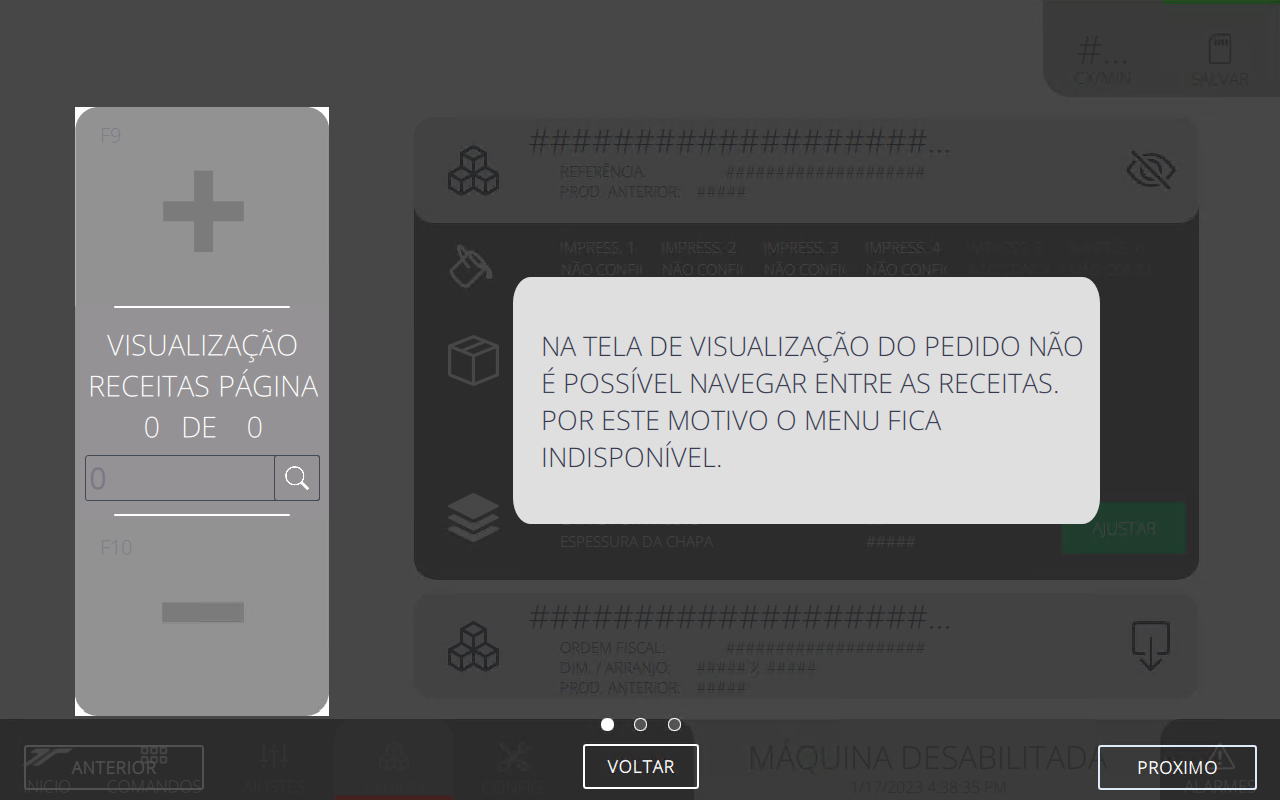 #...
CX/MIN
SALVAR
F9
VISUALIZAÇÃO
RECEITAS PÁGINA
0 DE 0
0
F10
###################...
REFERÊNCIA: ####################
PROD. ANTERIOR: #####
IMPRESS. 1 IMPRESS. 2 IMPRESS. 3 IMPRESS. 4
NÃO CONFI NÃO CONFI NÃO CONFI NÃO CONFI
NA TELA DE VISUALIZAÇÃO DO PEDIDO NÃO
É POSSÍVEL NAVEGAR ENTRE AS RECEITAS.
POR ESTE MOTIVO O MENU FICA
INDISPONÍVEL.
ESPESSURA DA CHAPA #####
AJUSTAR
###################...
ORDEM FISCAL: ####################
DIM. / ARRANJO: ##### X #####
PROD. ANTERIOR: #####
ANTERIOR
INICIO
COMANDOS
AJUSTES
CONFIG
VOLTAR
MÁQUINA DESABILITADA
1/17/2023 4:38:35 PM
PROXIMO
ALARMES